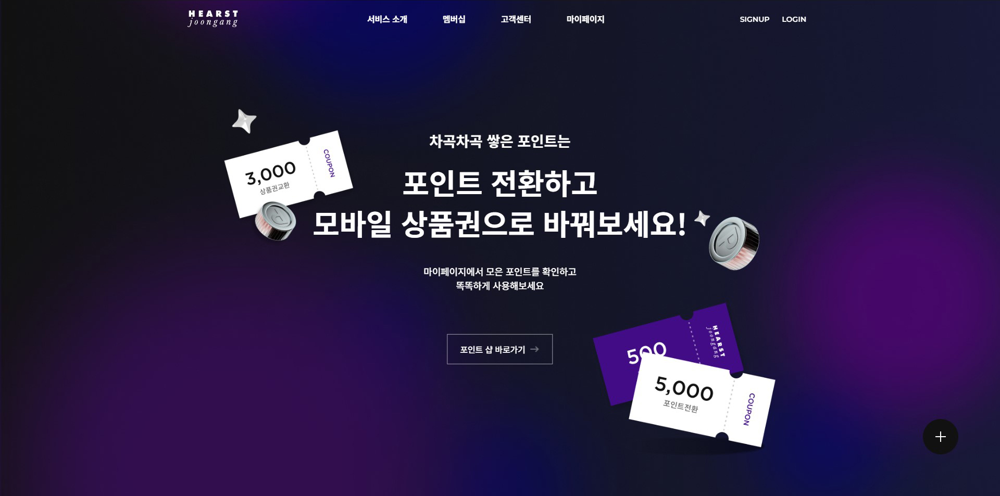 HEARST
joongang
서비스 소개
멤버십
고객센터
마이페이지
SIGNUP
LOGIN
차곡차곡 쌓은 포인트는
포인트 전환하고
모바일 상품권으로 바꿔보세요!
마이페이지에서 모은 포인트를 확인하고
똑똑하게 사용해보세요
포인트 샵 바로가기
3,000
상품권교환
COUPON
P
P
500
HEARST
joongang
5,000
포인트전환
COUPON